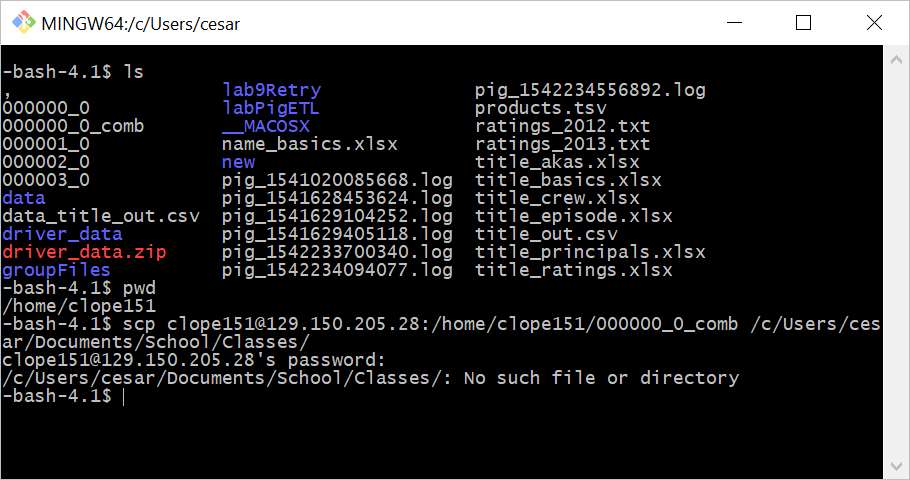 MINGW64:/c/Users/cesar
-bash-4.1$ ls
,                   lab9Retry              pig_1542234556892.log
000000_0            labPigETL              products.tsv
000000_0_comb       __MACOSX               ratings_2012.txt
000001_0            name_basics.xlsx       ratings_2013.txt
000002_0            new                    title_akas.xlsx
000003_0            pig_1541020085668.log  title_basics.xlsx
data                pig_1541628453624.log  title_crew.xlsx
data_title_out.csv  pig_1541629104252.log  title_episode.xlsx
driver_data         pig_1541629405118.log  title_out.csv
driver_data.zip     pig_1542233700340.log  title_principals.xlsx
groupFiles          pig_1542234094077.log  title_ratings.xlsx
-bash-4.1$ pwd
/home/clope151
-bash-4.1$ scp clope151@129.150.205.28:/home/clope151/000000_0_comb /c/Users/ces
ar/Documents/School/Classes/
clope151@129.150.205.28's password:
/c/Users/cesar/Documents/School/Classes/: No such file or directory
-bash-4.1$